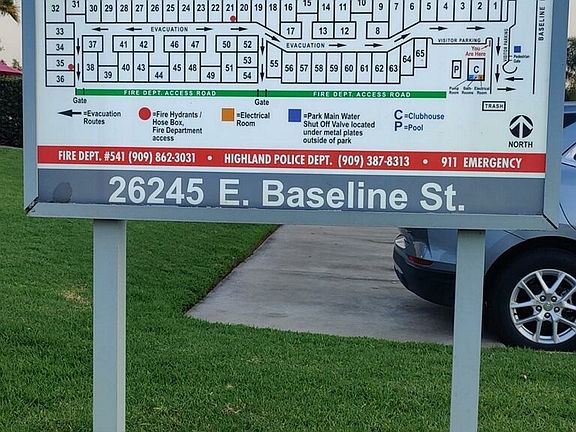 32 31 30 29 28 27 26 25 24 23 22 21 20 19 18 17 16 15 14 13 10 9 8 7 6 5 4 3 2 1
33
34
35
36
EVACUATION
17
EVACUATION
VISITOR PARKING
VISITOR PARKING
BASELINE
37 42 43 46 47 50 52
11 12 13
You
Are Here
38 39 40 41 44 45 48 49 51 53 54
55 56 57 58 59 60 61 62 63 64 65
P
C
TRASH
FIRE DEPT. ACCESS ROAD
FIRE DEPT. ACCESS ROAD
Gate
Gate
=Evacuation
Routes
=Fire Hydrants /
Hose Box,
Fire Department
access
=Electrical
Room
=Park Main Water
Shut Off Valve located
under metal plates
outside of park
C=Clubhouse
P=Pool
NORTH
FIRE DEPT. #541 (909) 862-3031 • HIGHLAND POLICE DEPT. (909) 387-8313 • 911 EMERGENCY
26245 E. Baseline St.